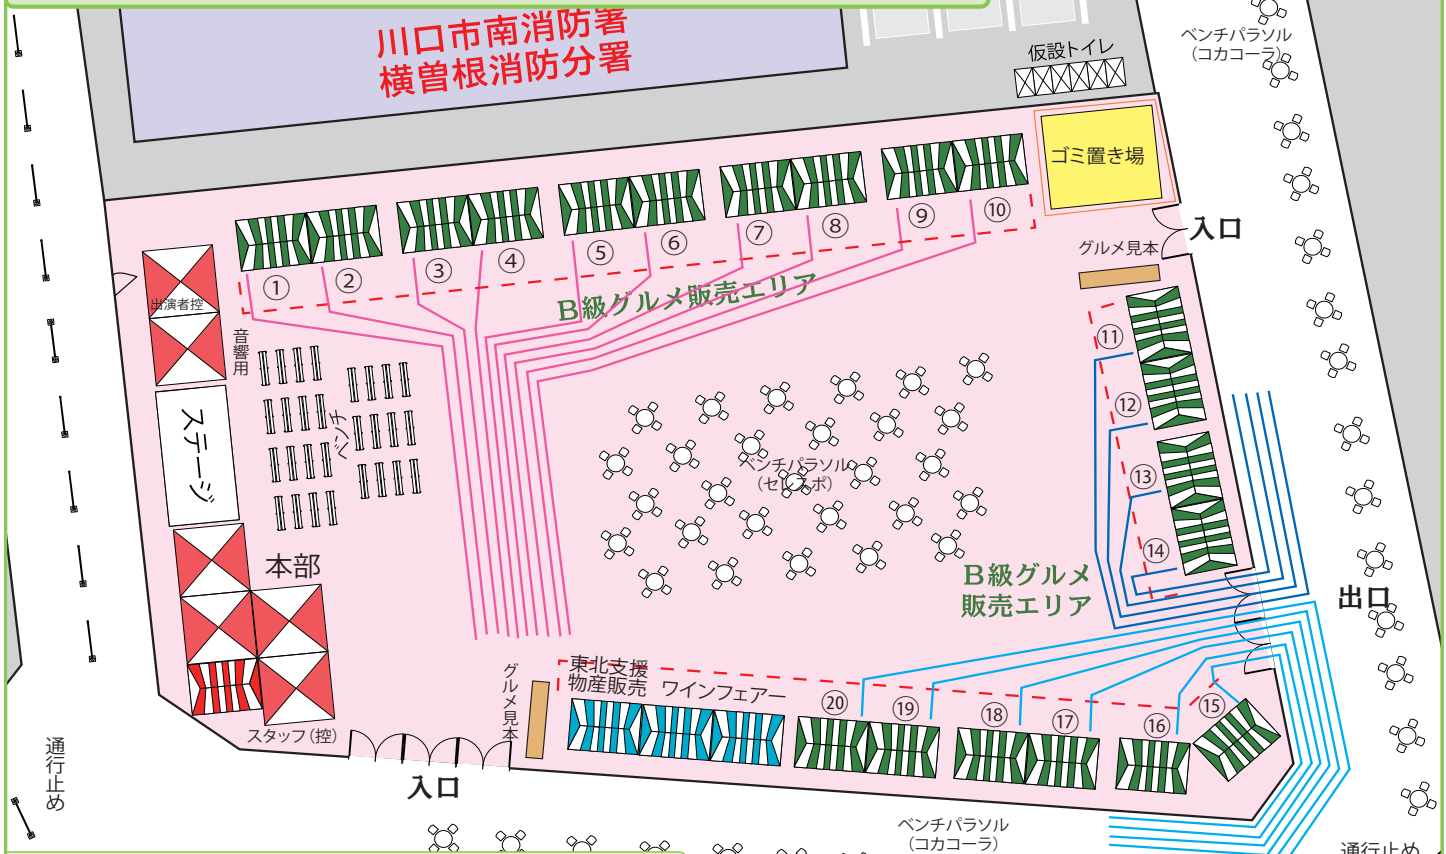 川口市南消防署
横曽根消防分署
仮設トイレ
ベンチパラソル
（コカコーラ）
ゴミ置き場
入口
グルメ見本
①
②
③
④
⑤
⑥
⑦
⑧
⑨
⑩
B級グルメ販売エリア
出演者控
音響用
ステージ
ベンチ
本部
スタッフ（控）
ベンチパラソル
（セレスポ）
⑪
⑫
⑬
⑭
B級グルメ
販売エリア
出口
グルメ見本
東北支援
物産販売
ワインフェアー
⑳
⑲
⑱
⑰
⑯
⑮
入口
通行止め
ベンチパラソル
（コカコーラ）
通行止め